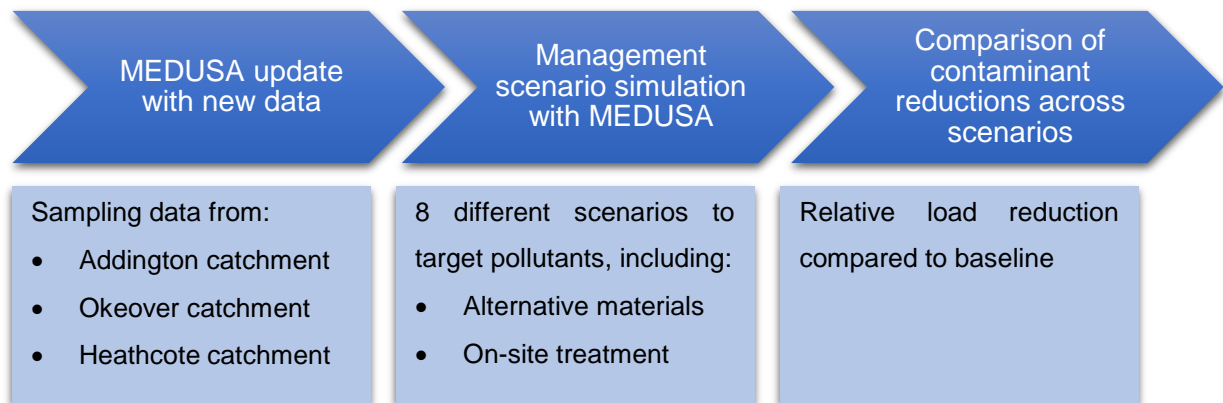 MEDUSA update
with new data
Management
scenario simulation
with MEDUSA
Comparison of
contaminant
reductions across
scenarios
Sampling data from:
• Addington catchment
• Okeover catchment
• Heathcote catchment
8 different scenarios to
target pollutants, including:
• Alternative materials
• On-site treatment
Relative load reduction
compared to baseline